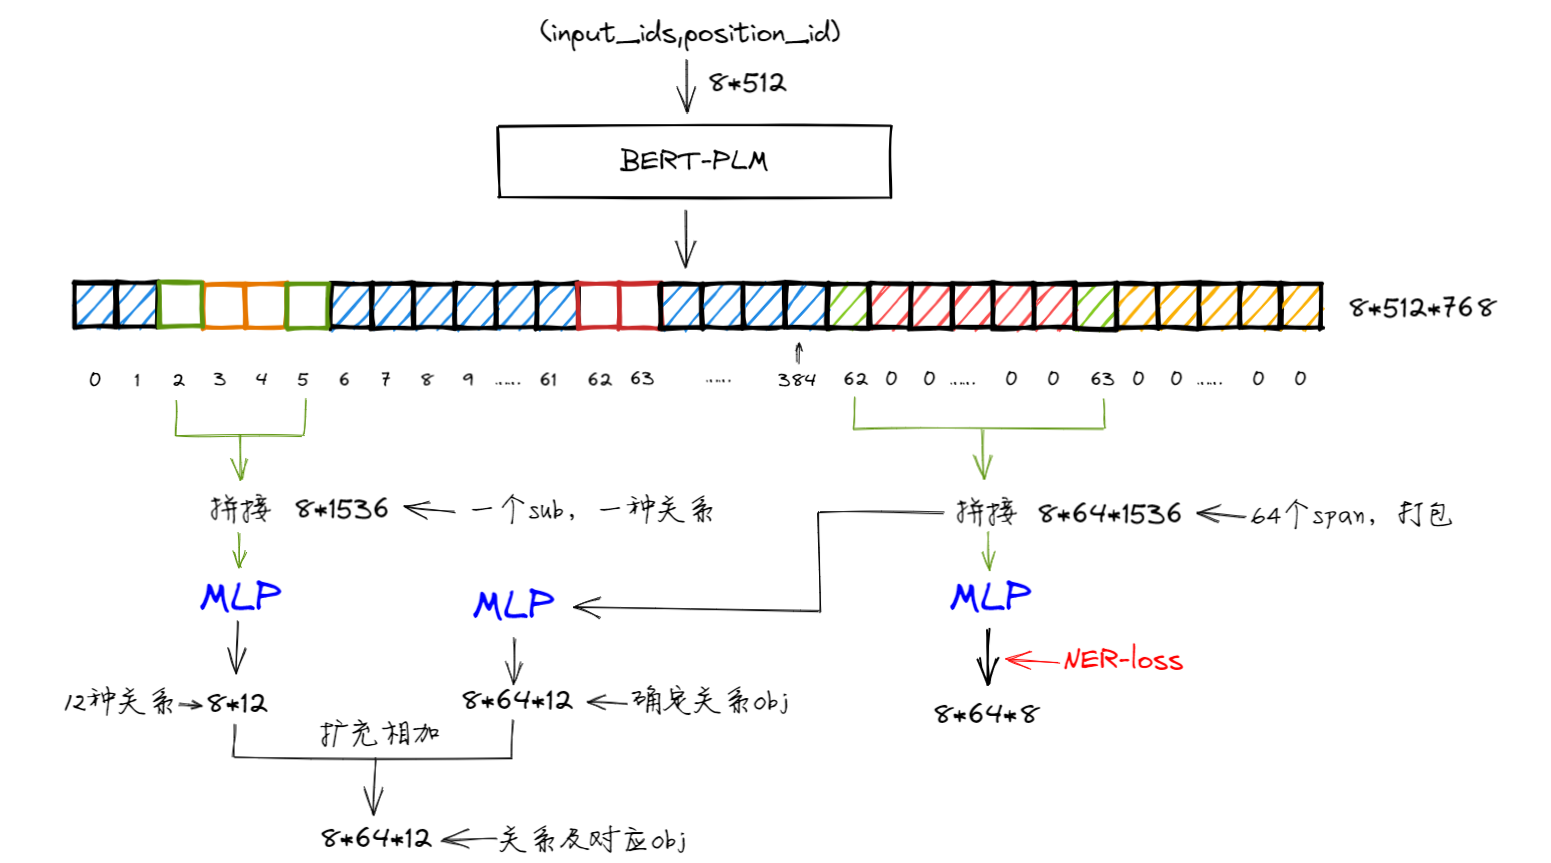 (input_ids,position_id)
8*512
BERT-PLM
8*512*768
0 1 2 3 4 5 6 7 8 9 ...... 61 62 63 ...... 384 62 0 0 ...... 0 0 63 0 0 ...... 0 0
拼接 8*1536 一个sub, 一种关系
拼接 8*64*1536 64个span, 打包
MLP
MLP
MLP
NER-loss
12种关系 8*12
8*64*12 确定关系obj
8*64*8
扩充相加
8*64*12 关系及对应obj